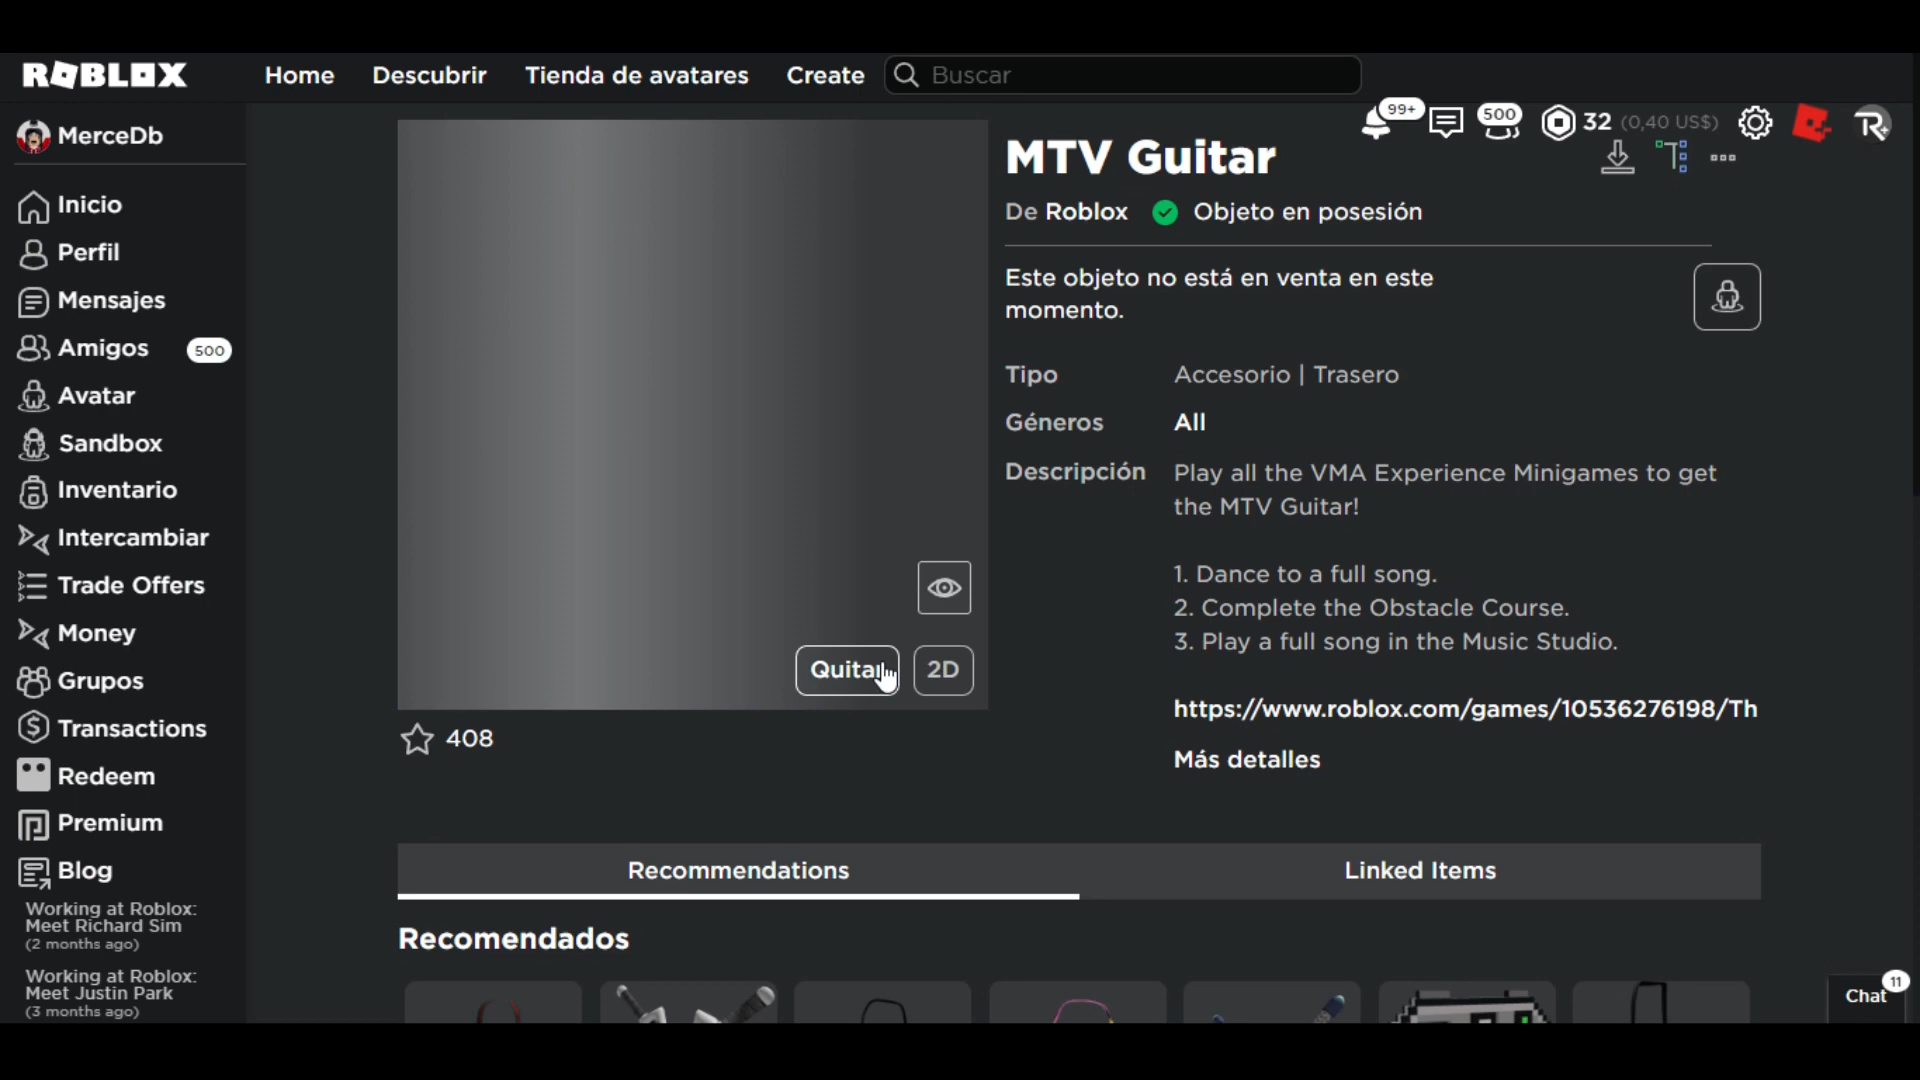 ROBLOX
Home
Descubrir
Tienda de avatares
Create
Buscar
MerceDb
99+
500
32 (0,40 US$)
Inicio
Perfil
Mensajes
Amigos
500
Avatar
Sandbox
Inventario
Intercambiar
Trade Offers
Money
Grupos
Transactions
Redeem
Premium
Blog
Working at Roblox:
Meet Richard Sim
(2 months ago)
Working at Roblox:
Meet Justin Park
(3 months ago)
Quitar
2D
408
MTV Guitar
De Roblox Objeto en posesión
Este objeto no está en venta en este
momento.
Tipo Accesorio | Trasero
Géneros All
Descripción Play all the VMA Experience Minigames to get
the MTV Guitar!
1. Dance to a full song.
2. Complete the Obstacle Course.
3. Play a full song in the Music Studio.
https://www.roblox.com/games/10536276198/Th
Más detalles
Recommendations
Linked Items
Recomendados
Chat
11